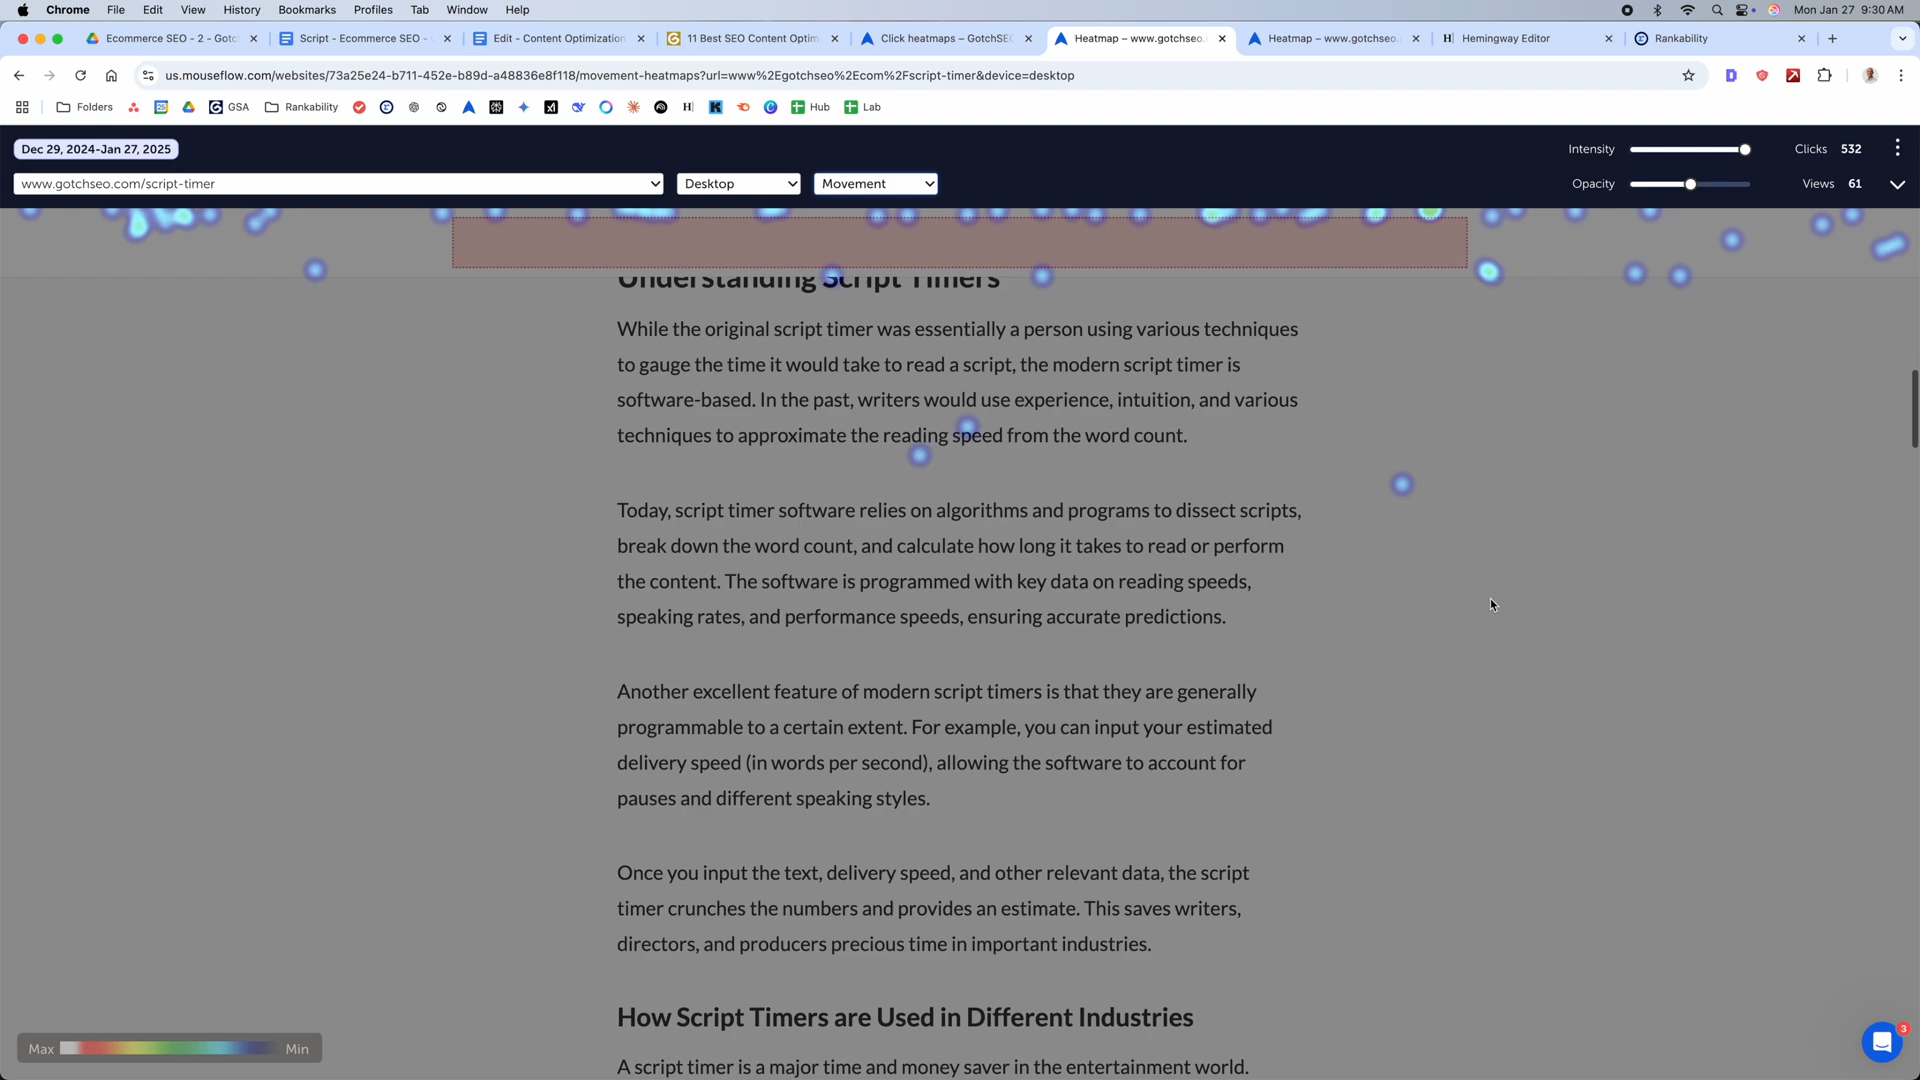 Chrome File Edit View History Bookmarks Profiles Tab Window Help Mon Jan 27 9:30 AM
Ecommerce SEO - 2 - Gotc Script - Ecommerce SEO - Edit - Content Optimization 11 Best SEO Content Optim Click heatmaps – GotchSE Heatmap – www.gotchseo. Heatmap – www.gotchseo. Hemingway Editor Rankability
us.mouseflow.com/websites/73a25e24-b711-452e-b89d-a48836e8f118/movement-heatmaps?url=www%2Egotchseo%2Ecom%2Fscript-timer&device=desktop
Folders GSA Rankability Hub Lab
Dec 29, 2024-Jan 27, 2025 Intensity Clicks 532
www.gotchseo.com/script-timer Desktop Movement Opacity Views 61
Understanding Script Timers
While the original script timer was essentially a person using various techniques
to gauge the time it would take to read a script, the modern script timer is
software-based. In the past, writers would use experience, intuition, and various
techniques to approximate the reading speed from the word count.
Today, script timer software relies on algorithms and programs to dissect scripts,
break down the word count, and calculate how long it takes to read or perform
the content. The software is programmed with key data on reading speeds,
speaking rates, and performance speeds, ensuring accurate predictions.
Another excellent feature of modern script timers is that they are generally
programmable to a certain extent. For example, you can input your estimated
delivery speed (in words per second), allowing the software to account for
pauses and different speaking styles.
Once you input the text, delivery speed, and other relevant data, the script
timer crunches the numbers and provides an estimate. This saves writers,
directors, and producers precious time in important industries.
How Script Timers are Used in Different Industries
A script timer is a major time and money saver in the entertainment world.
Max Min
3